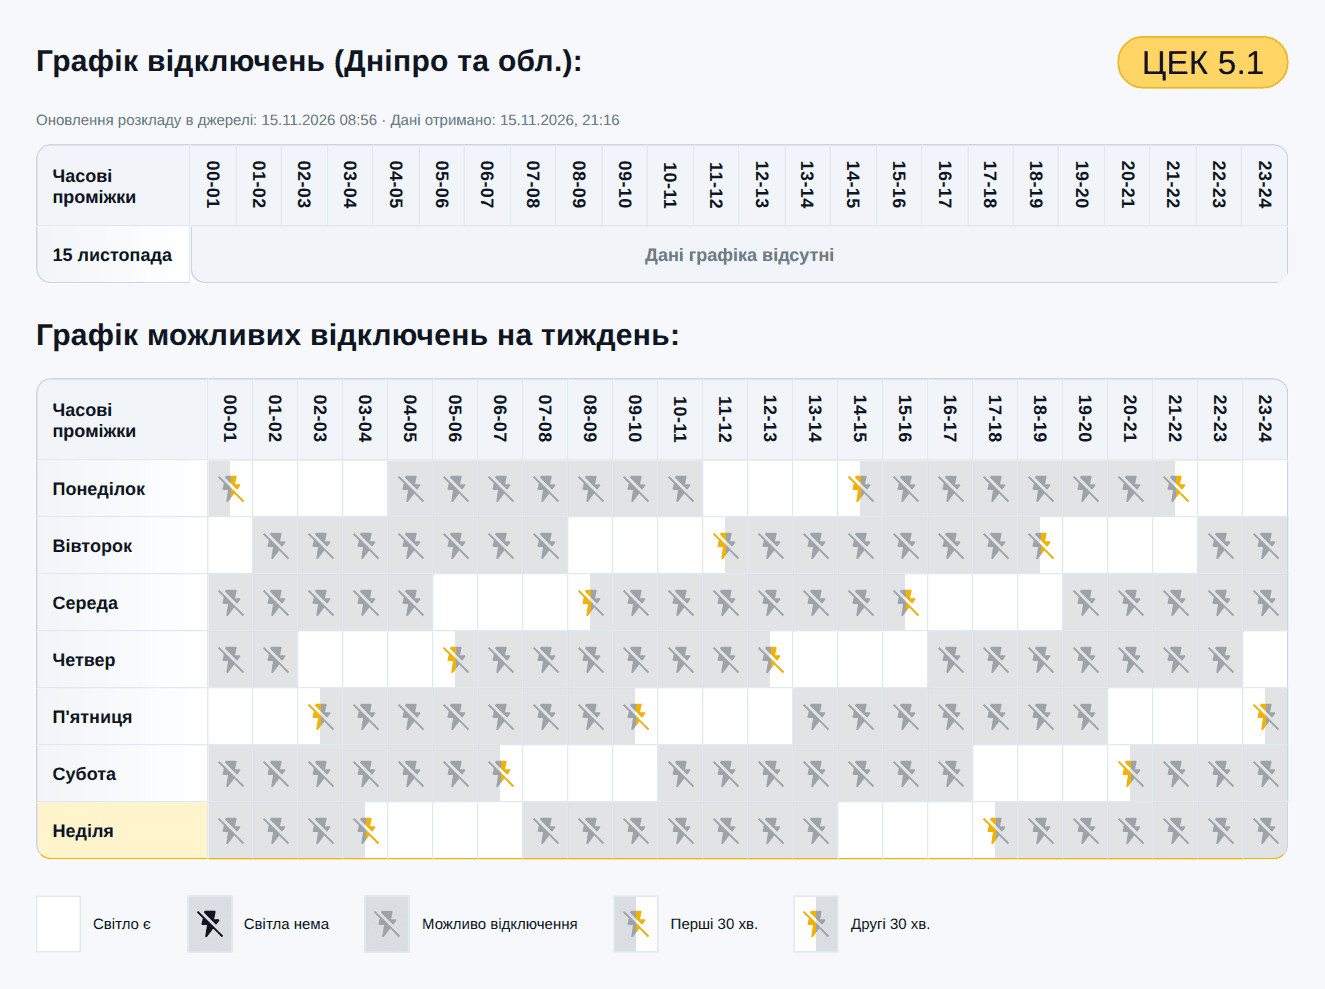 Графік відключень (Дніпро та обл.):
ЦЕК 5.1
Оновлення розкладу в джерелі: 15.11.2026 08:56 · Дані отримано: 15.11.2026, 21:16
Часові
проміжки
00-01 01-02 02-03 03-04 04-05 05-06 06-07 07-08 08-09 09-10 10-11 11-12 12-13 13-14 14-15 15-16 16-17 17-18 18-19 19-20 20-21 21-22 22-23 23-24
15 листопада
Дані графіка відсутні
Графік можливих відключень на тиждень:
Часові
проміжки
00-01 01-02 02-03 03-04 04-05 05-06 06-07 07-08 08-09 09-10 10-11 11-12 12-13 13-14 14-15 15-16 16-17 17-18 18-19 19-20 20-21 21-22 22-23 23-24
Понеділок
Вівторок
Середа
Четвер
П'ятниця
Субота
Неділя
Світло є
Світла нема
Можливо відключення
Перші 30 хв.
Другі 30 хв.